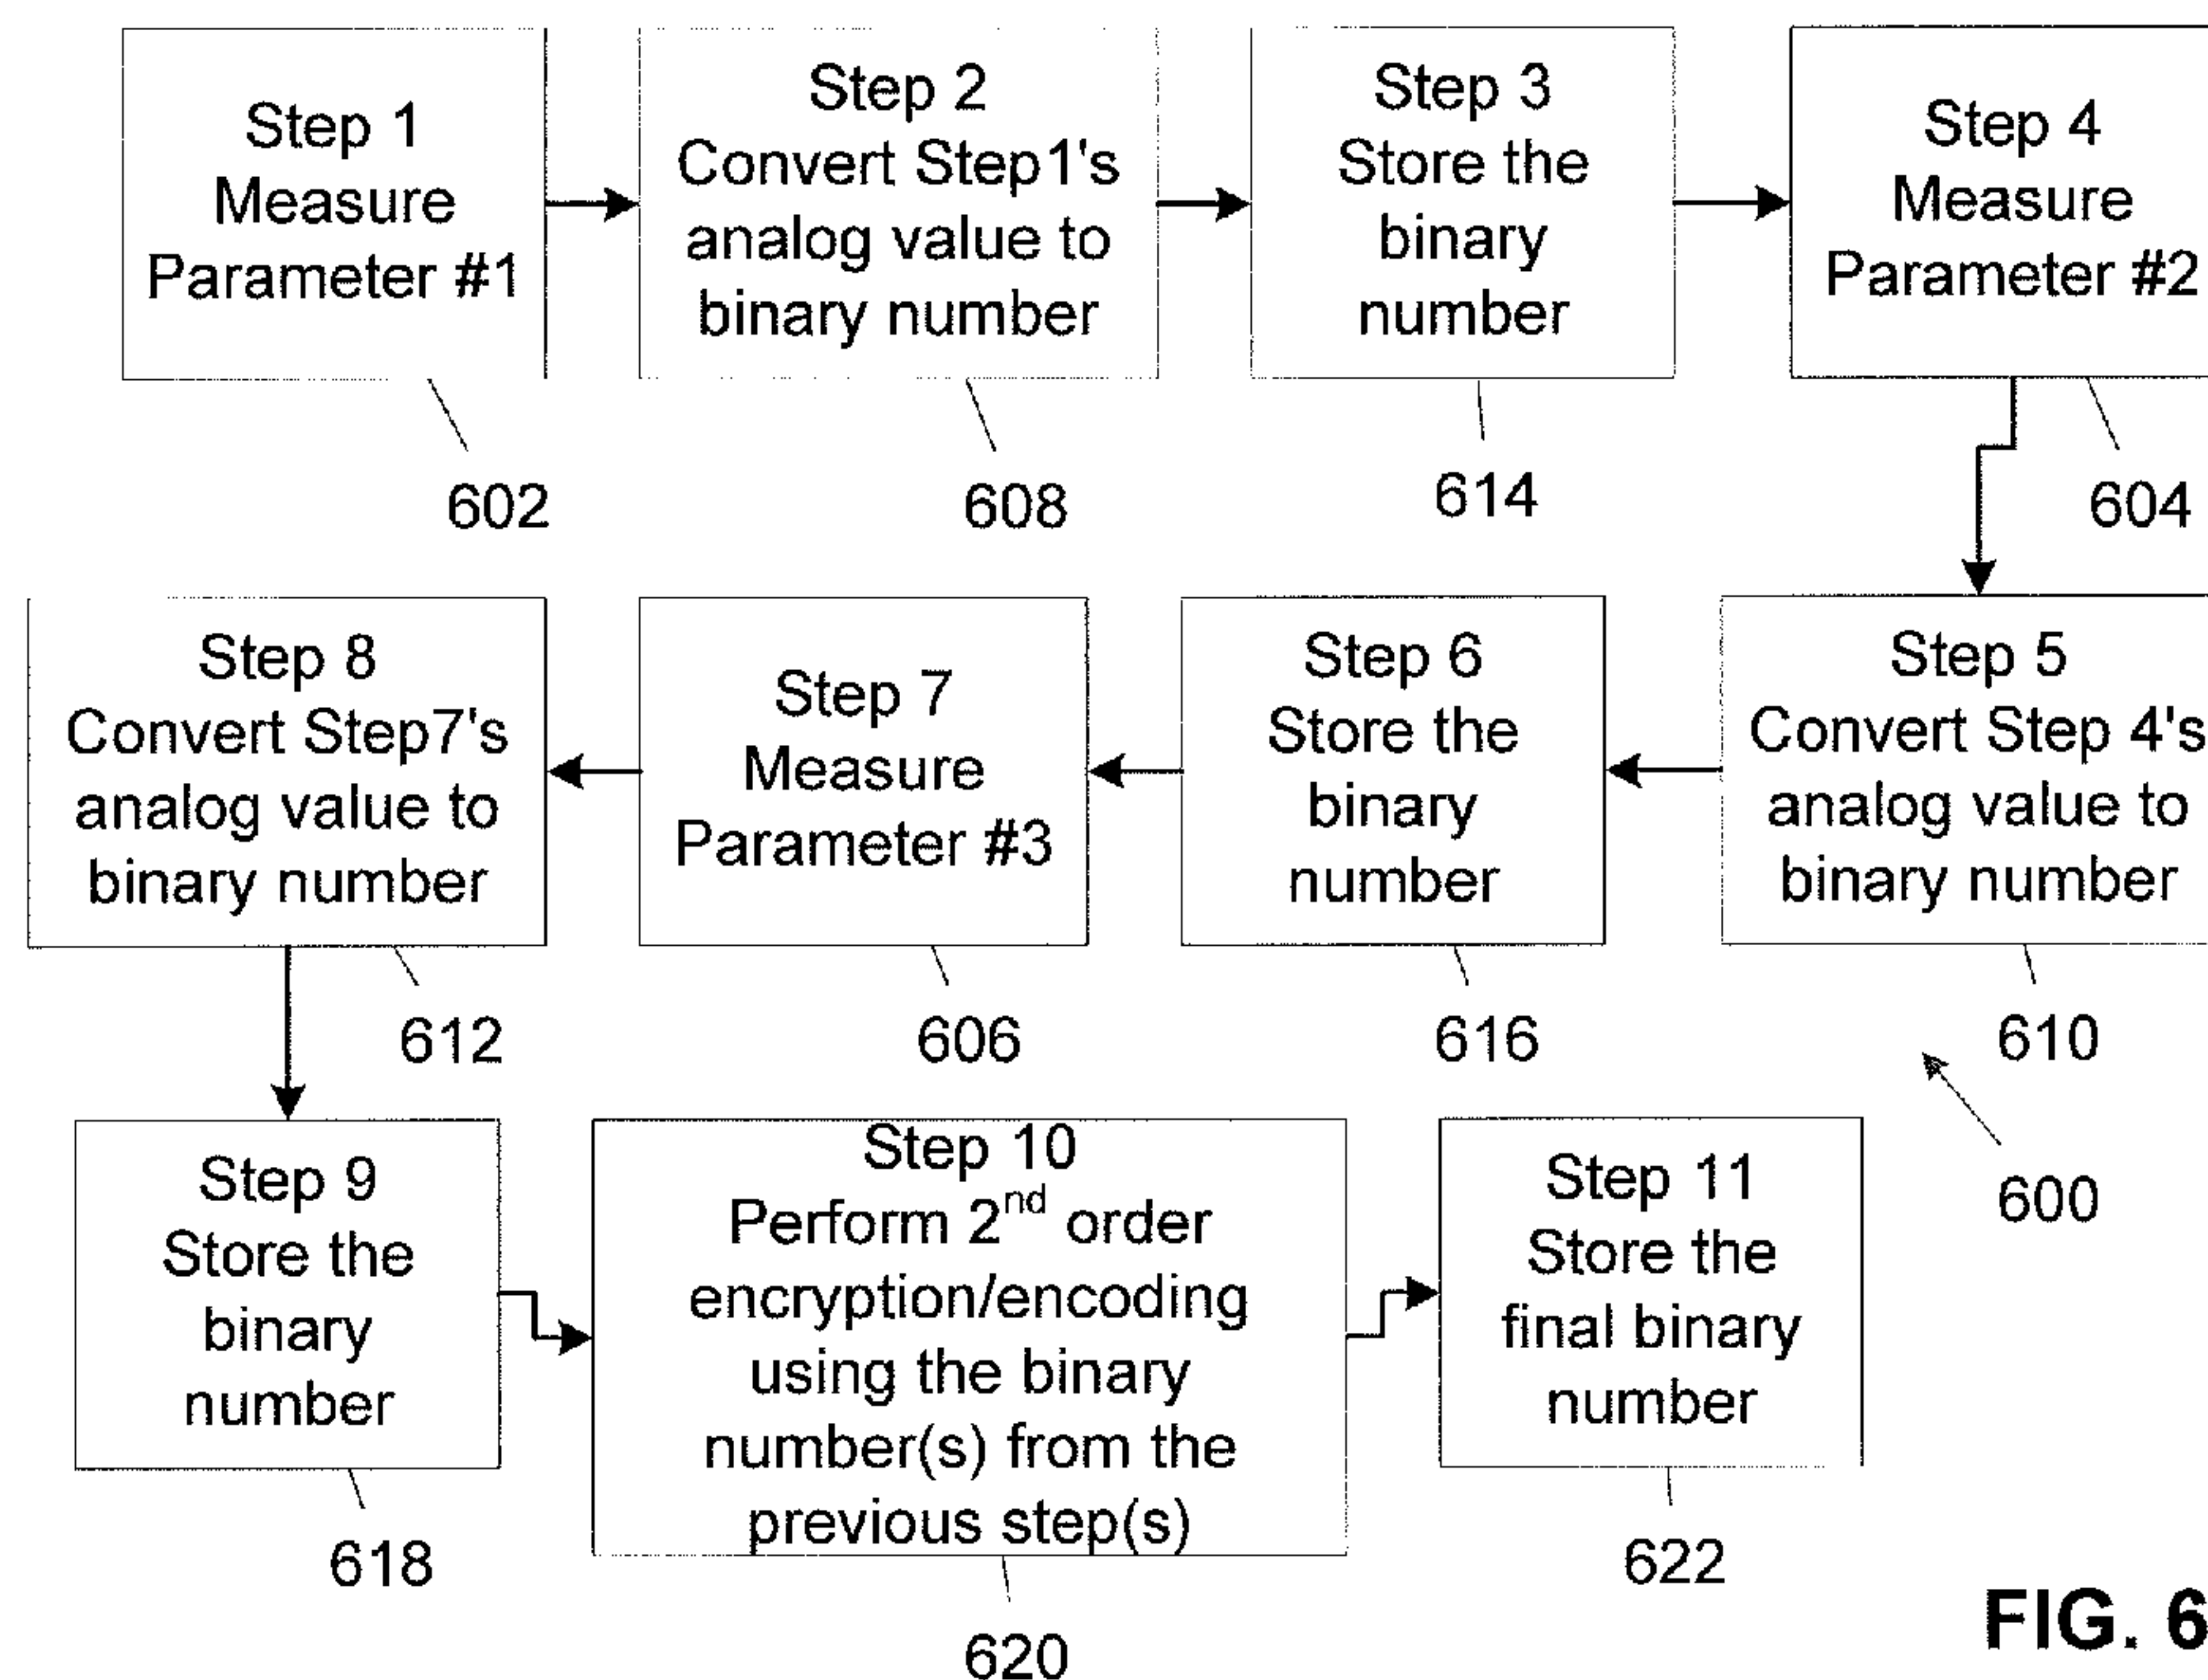 Step 1
Measure
Parameter #1
602
Step 2
Convert Step1's
analog value to
binary number
608
Step 3
Store the
binary
number
614
Step 4
Measure
Parameter #2
604
Step 5
Convert Step 4's
analog value to
binary number
610
Step 6
Store the
binary
number
616
Step 7
Measure
Parameter #3
606
Step 8
Convert Step7's
analog value to
binary number
612
Step 9
Store the
binary
number
618
Step 10
Perform 2nd order
encryption/encoding
using the binary
number(s) from the
previous step(s)
620
Step 11
Store the
final binary
number
622
600
FIG. 6